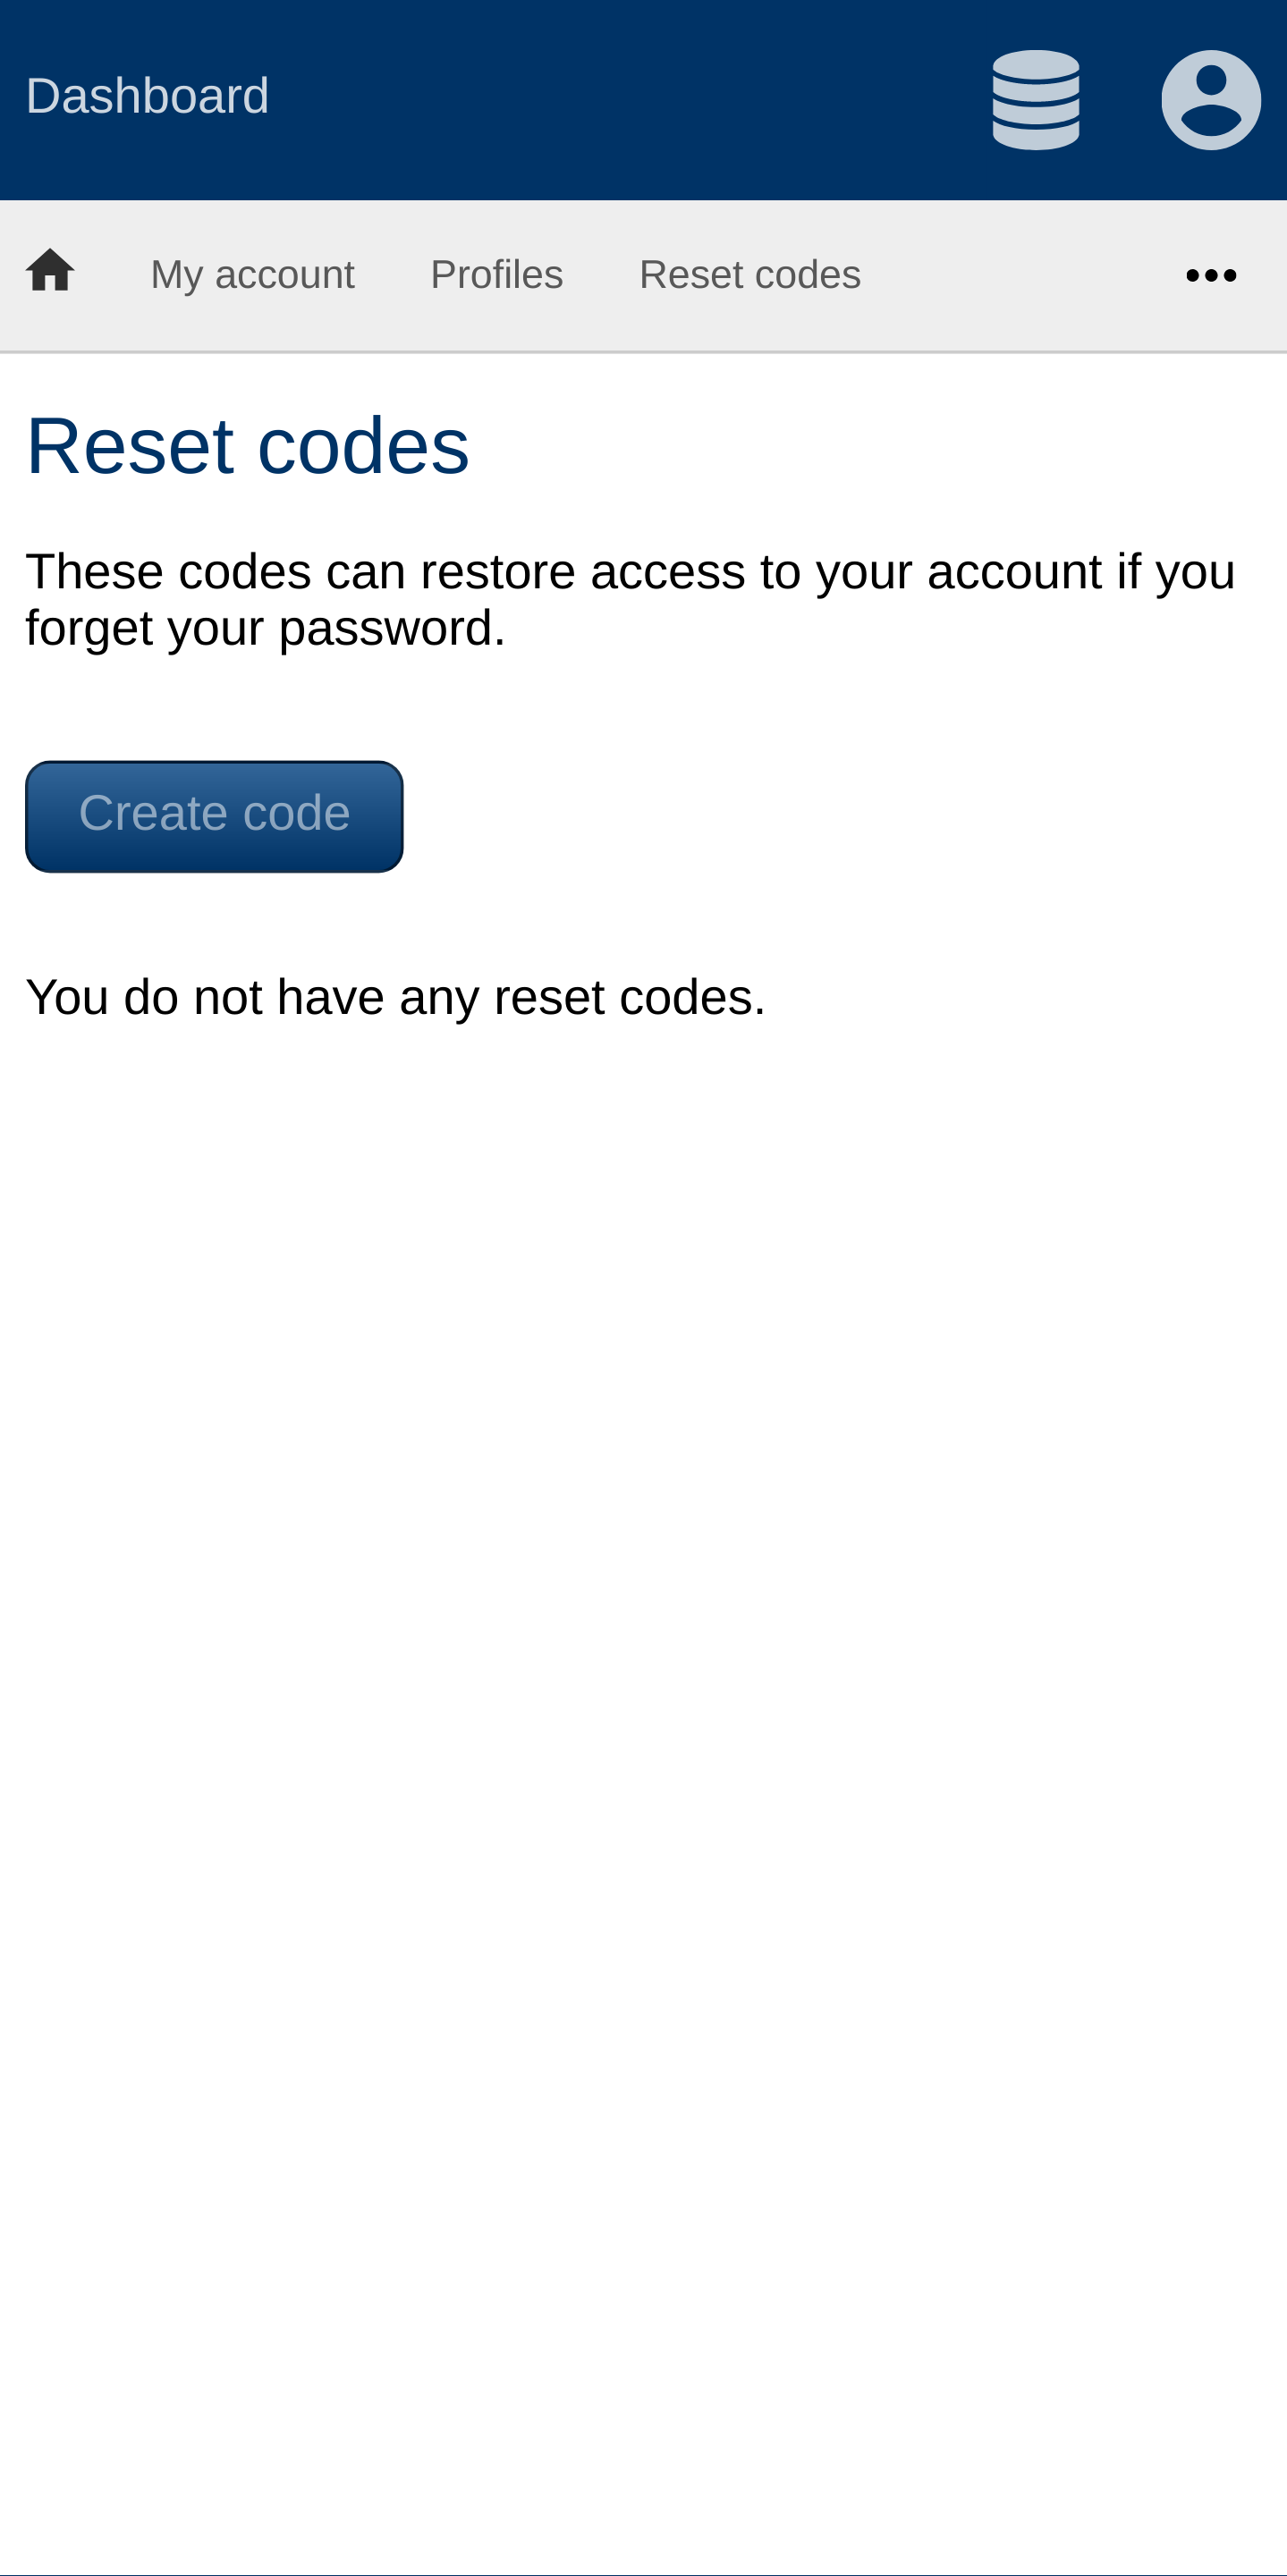 Dashboard
My account Profiles Reset codes
Reset codes
These codes can restore access to your account if you
forget your password.
Create code
You do not have any reset codes.